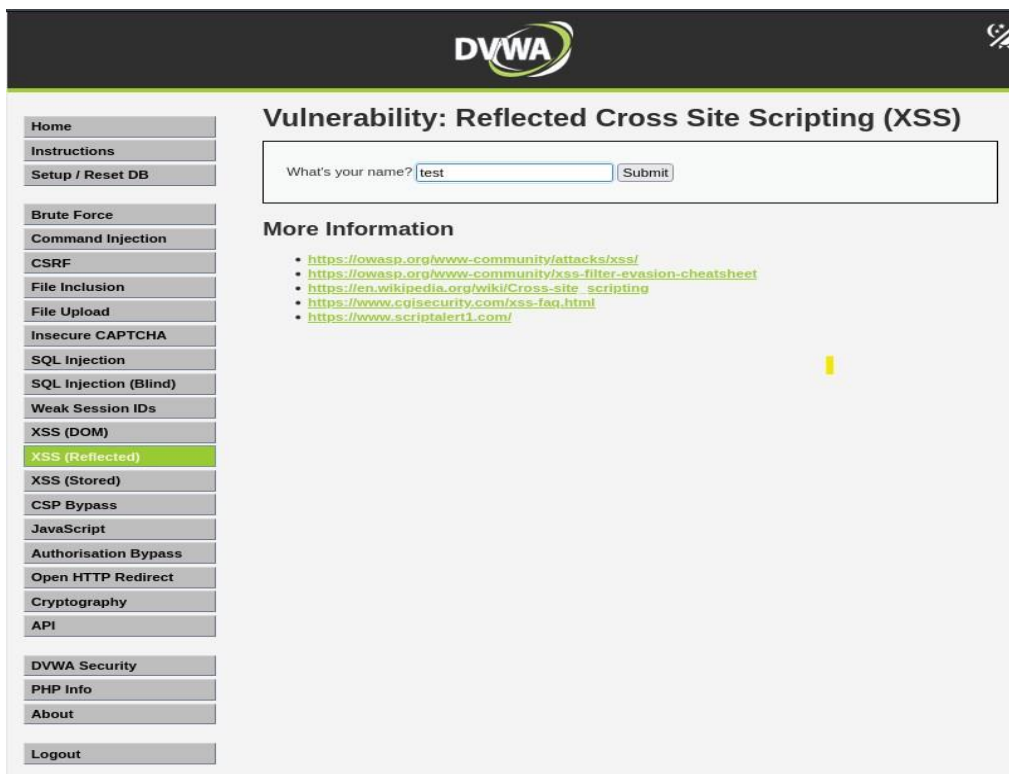 DVWA
Home
Instructions
Setup / Reset DB
Brute Force
Command Injection
CSRF
File Inclusion
File Upload
Insecure CAPTCHA
SQL Injection
SQL Injection (Blind)
Weak Session IDs
XSS (DOM)
XSS (Reflected)
XSS (Stored)
CSP Bypass
JavaScript
Authorisation Bypass
Open HTTP Redirect
Cryptography
API
DVWA Security
PHP Info
About
Logout
Vulnerability: Reflected Cross Site Scripting (XSS)
What's your name? test Submit
More Information
https://owasp.org/www-community/attacks/xss/
https://owasp.org/www-community/xss-filter-evasion-cheatsheet
https://en.wikipedia.org/wiki/Cross-site_scripting
https://www.cgisecurity.com/xss-faq.html
https://www.scriptalert1.com/